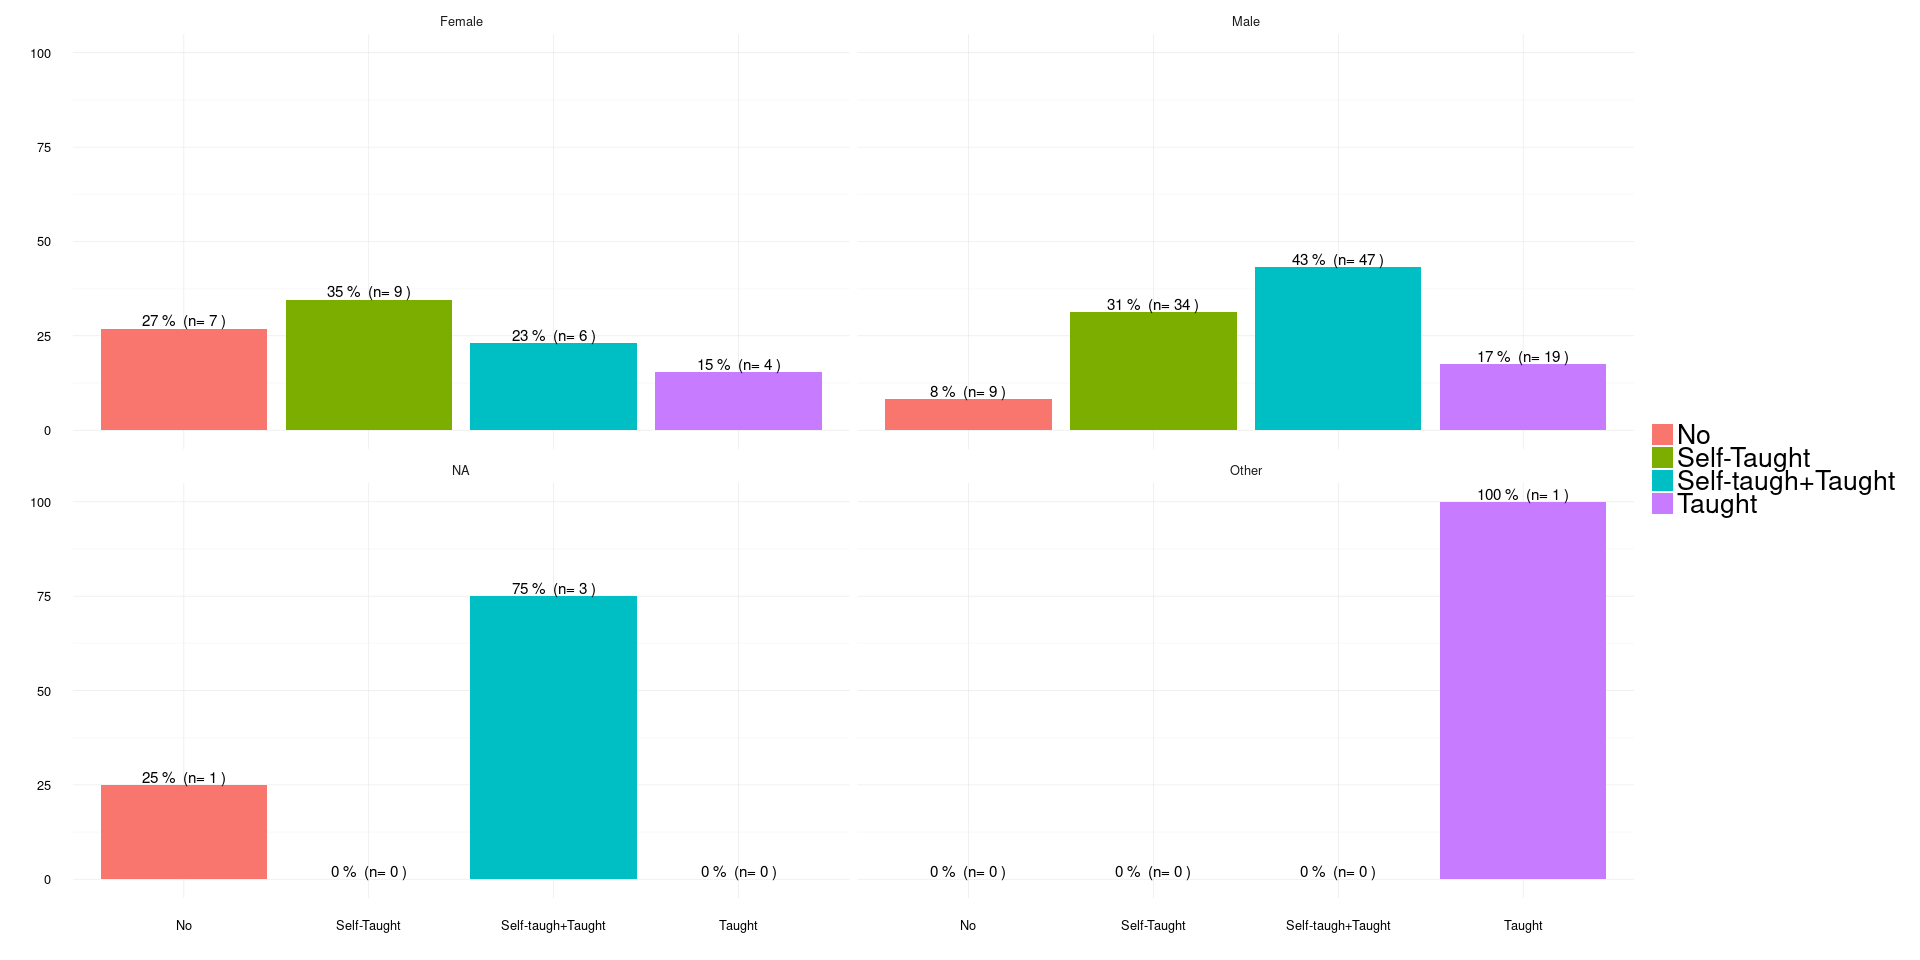 Female
Male
100
75
50
25
0
27 % (n= 7 )
35 % (n= 9 )
23 % (n= 6 )
15 % (n= 4 )
8 % (n= 9 )
31 % (n= 34 )
43 % (n= 47 )
17 % (n= 19 )
NA
Other
100
75
50
25
0
25 % (n= 1 )
0 % (n= 0 )
75 % (n= 3 )
0 % (n= 0 )
0 % (n= 0 )
0 % (n= 0 )
0 % (n= 0 )
100 % (n= 1 )
No
Self-Taught
Self-taugh+Taught
Taught
No
Self-Taught
Self-taugh+Taught
Taught
No
Self-Taught
Self-taugh+Taught
Taught